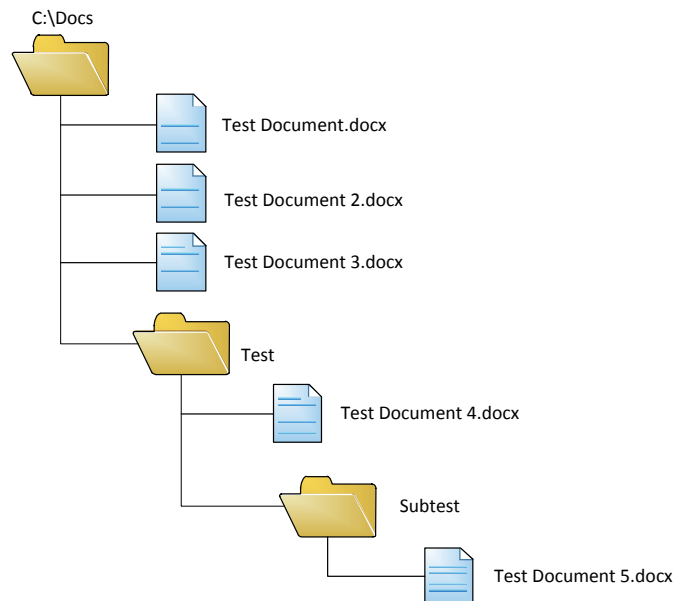 C:\Docs
Test Document.docx
Test Document 2.docx
Test Document 3.docx
Test
Test Document 4.docx
Subtest
Test Document 5.docx